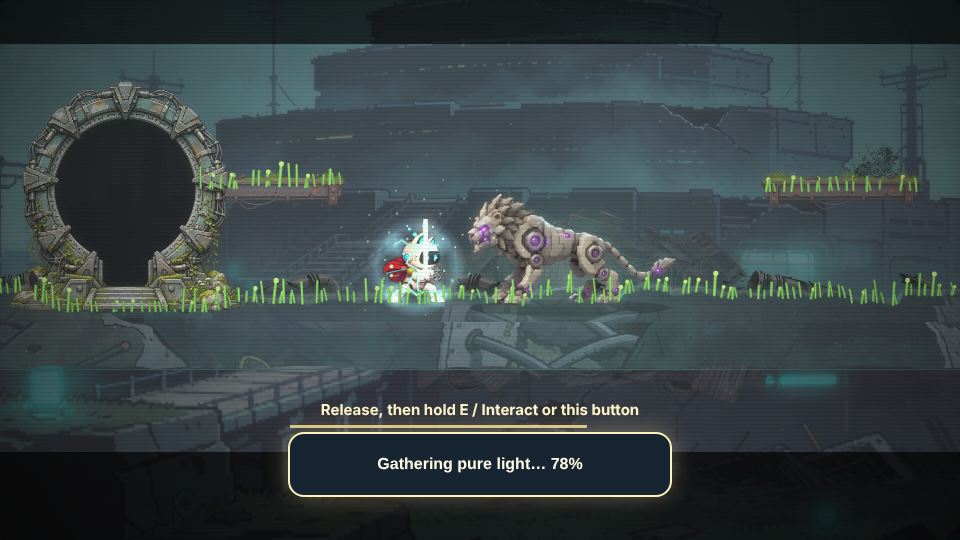 Release, then hold E / Interact or this button
Gathering pure light... 78%